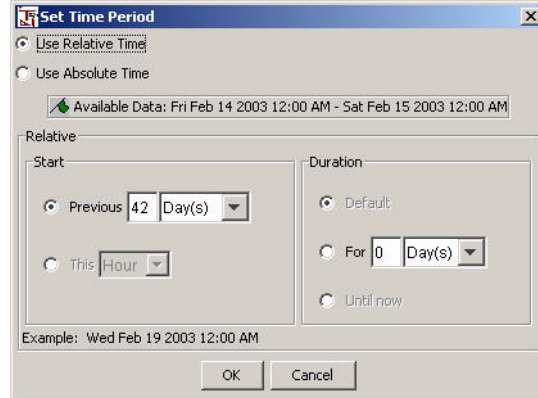 Set Time Period
Use Relative Time
Use Absolute Time
Available Data: Fri Feb 14 2003 12:00 AM - Sat Feb 15 2003 12:00 AM
Relative
Start
Duration
Previous 42 Day(s)
Default
For 0 Day(s)
This Hour
Until now
Example: Wed Feb 19 2003 12:00 AM
OK Cancel